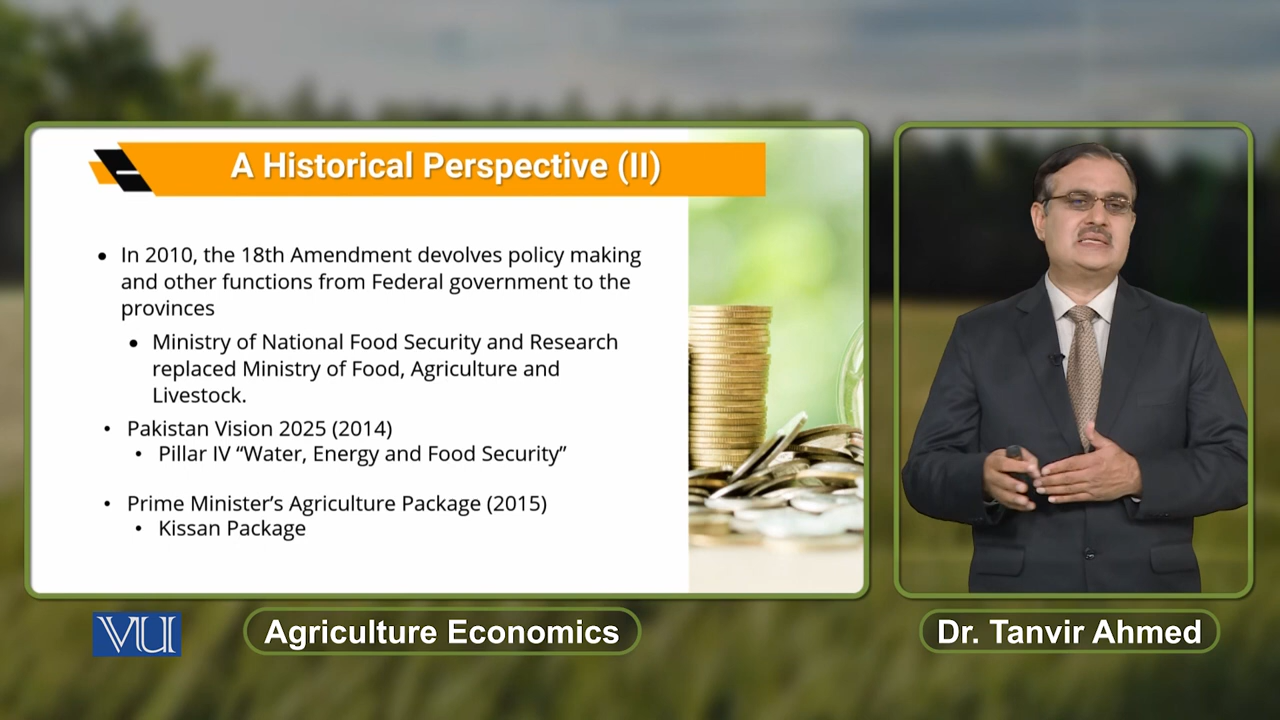 A Historical Perspective (II)
• In 2010, the 18th Amendment devolves policy making
and other functions from Federal government to the
provinces
• Ministry of National Food Security and Research
replaced Ministry of Food, Agriculture and
Livestock.
• Pakistan Vision 2025 (2014)
• Pillar IV “Water, Energy and Food Security”
• Prime Minister’s Agriculture Package (2015)
• Kissan Package
VU
Agriculture Economics
Dr. Tanvir Ahmed